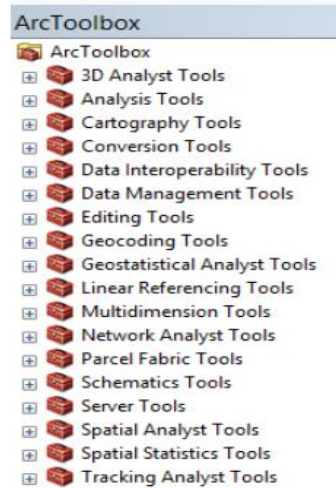 ArcToolbox
ArcToolbox
3D Analyst Tools
Analysis Tools
Cartography Tools
Conversion Tools
Data Interoperability Tools
Data Management Tools
Editing Tools
Geocoding Tools
Geostatistical Analyst Tools
Linear Referencing Tools
Multidimension Tools
Network Analyst Tools
Parcel Fabric Tools
Schematics Tools
Server Tools
Spatial Analyst Tools
Spatial Statistics Tools
Tracking Analyst Tools